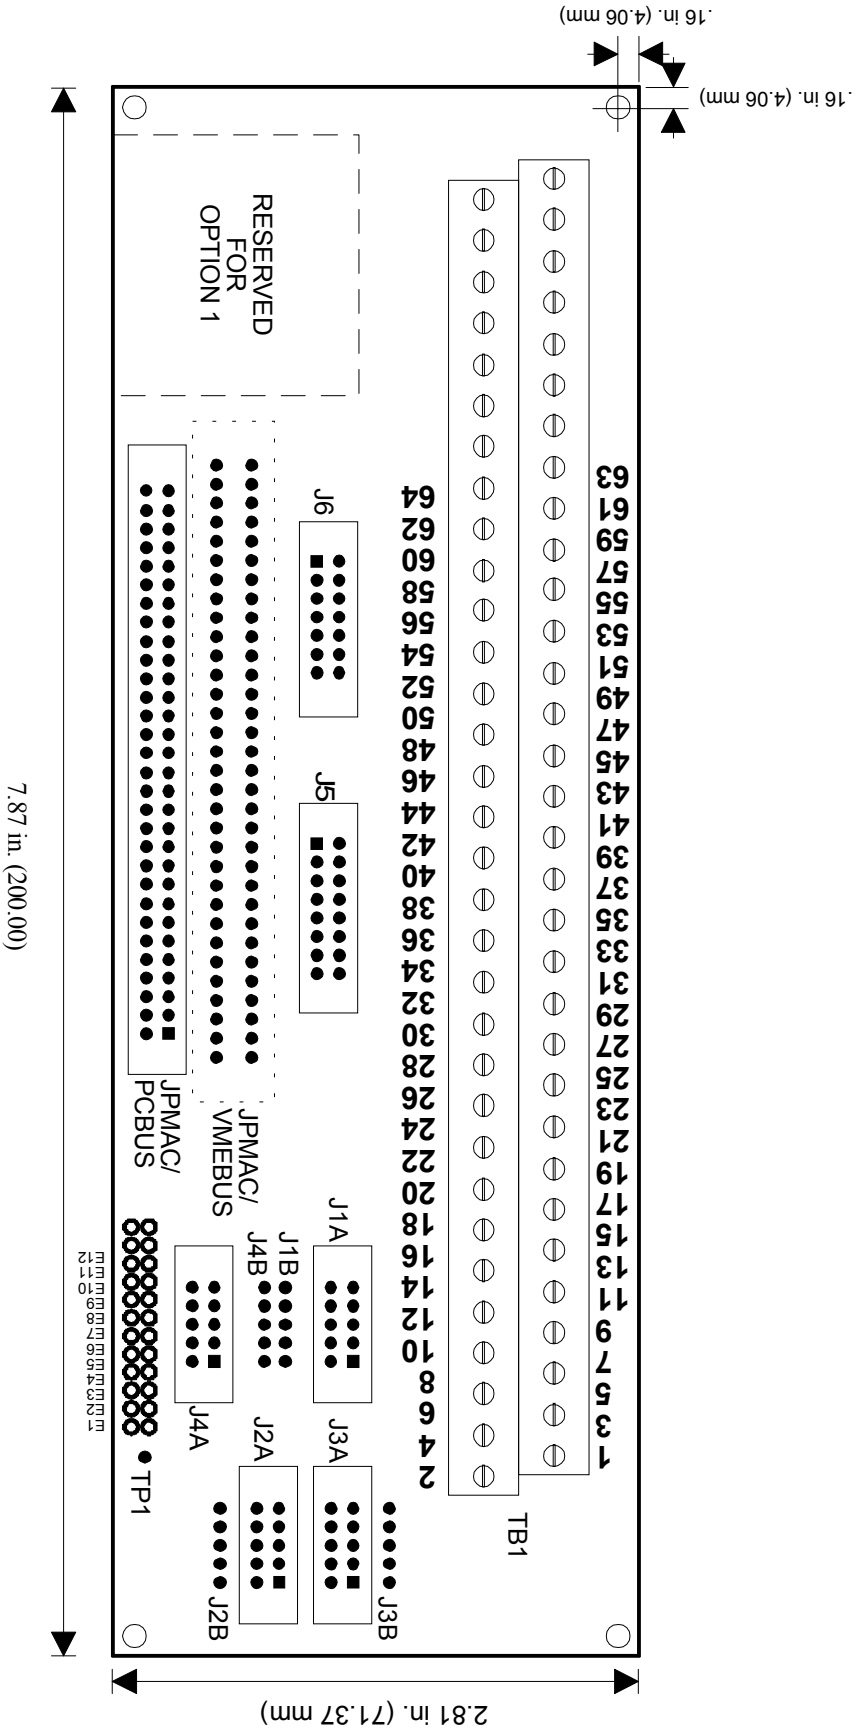 .16 in. (4.06 mm)
.16 in. (4.06 mm)
RESERVED
FOR
OPTION 1
J6
J5
JPMAC/
PCBUS
JPMAC/
VMEBUS
64
62
60
58
56
54
52
50
48
46
44
42
40
38
36
34
32
30
28
26
24
22
20
18
16
14
12
10
8
6
4
2
63
61
59
57
55
53
51
49
47
45
43
41
39
37
35
33
31
29
27
25
23
21
19
17
15
13
11
9
7
5
3
1
7.87 in. (200.00)
J1A
J1B
J4B
E12
E11
E10
E9
E8
E7
E6
E5
E4
E3
E2
E1
J4A
J2A
J3A
TP1
TB1
J2B
J3B
2.81 in. (71.37 mm)